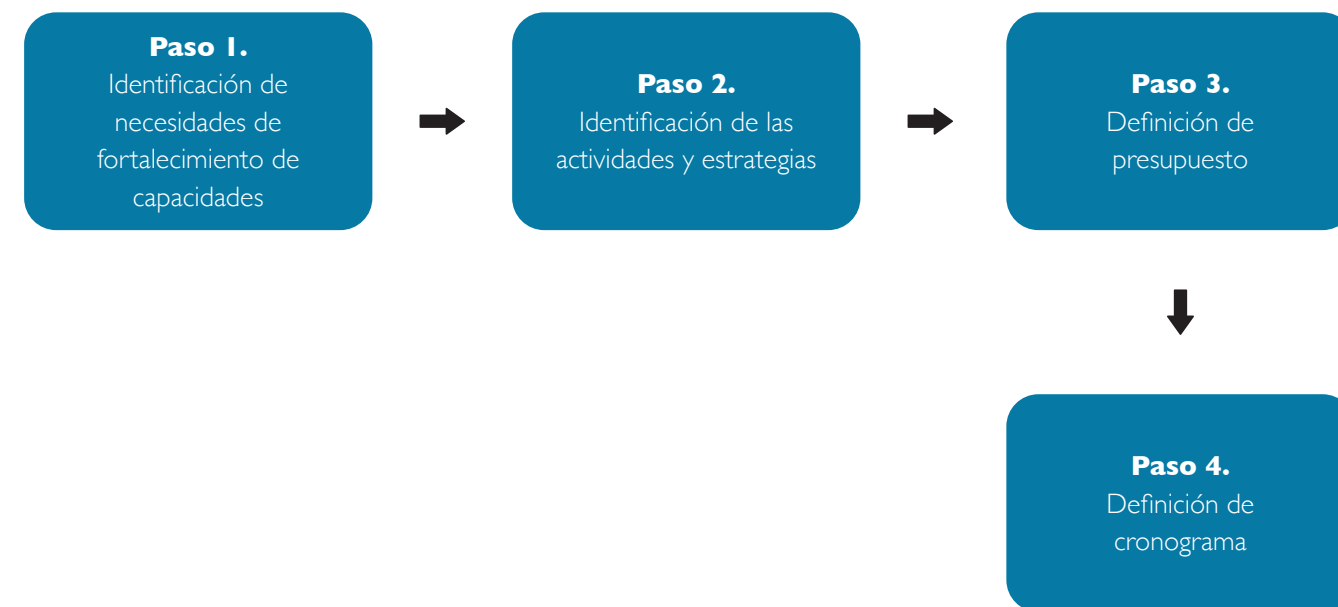 Paso 1.
Identificación de
necesidades de
fortalecimiento de
capacidades
Paso 2.
Identificación de las
actividades y estrategias
Paso 3.
Definición de
presupuesto
Paso 4.
Definición de
cronograma